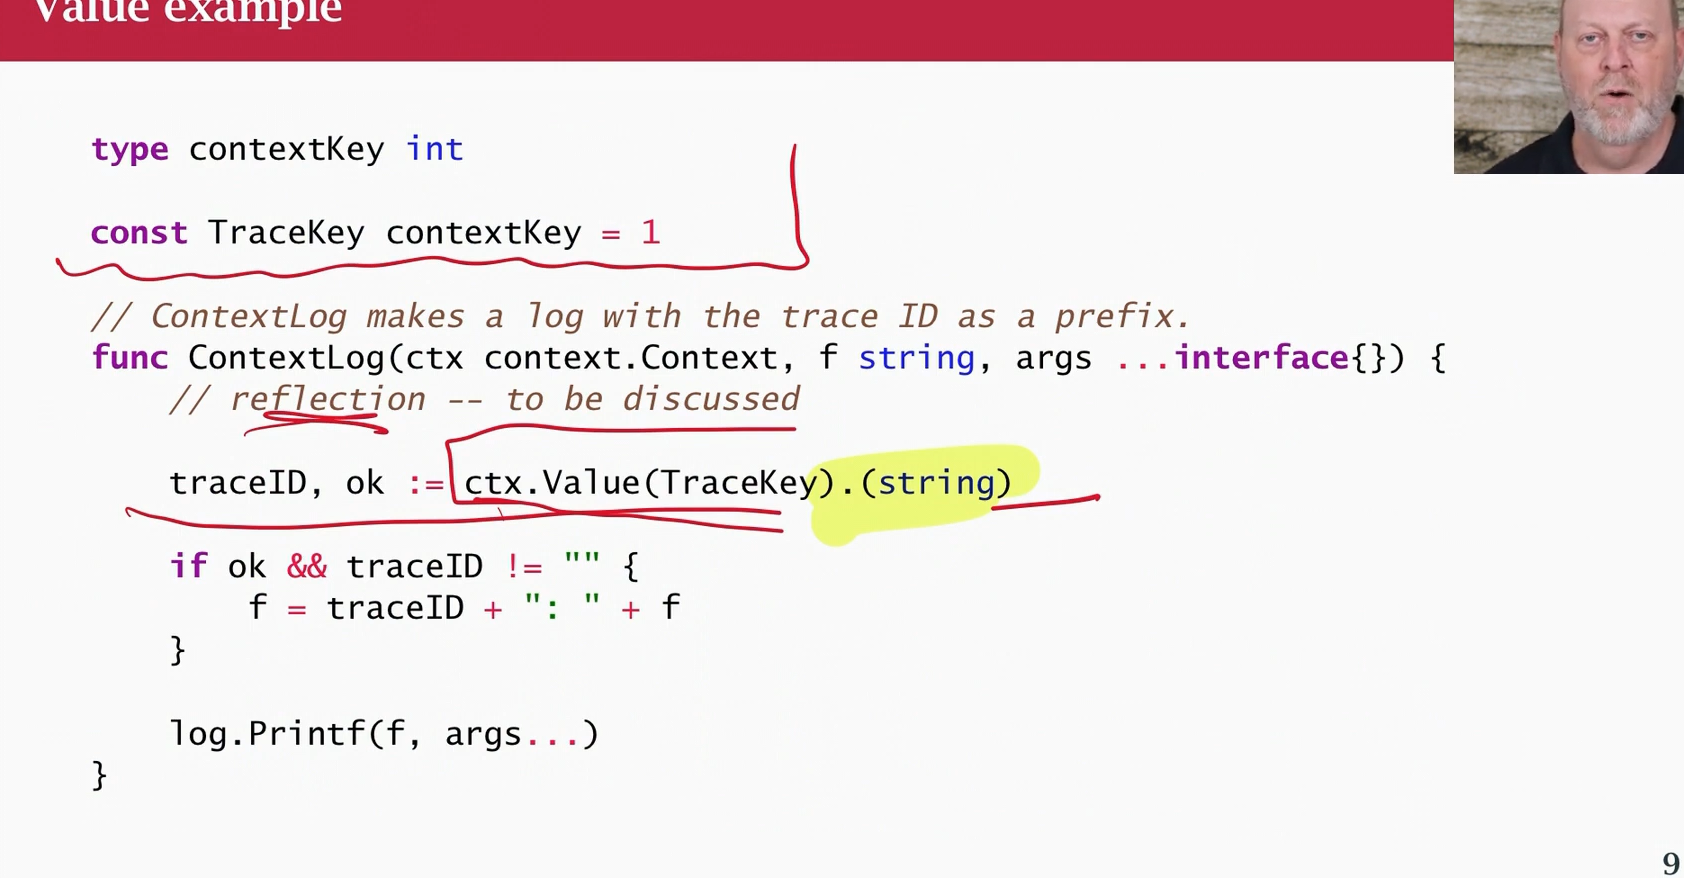 Value example
type contextKey int
const TraceKey contextKey = 1
// ContextLog makes a log with the trace ID as a prefix.
func ContextLog(ctx context.Context, f string, args ...interface{}) {
// reflection -- to be discussed
traceID, ok := ctx.Value(TraceKey).(string)
if ok && traceID != "" {
f = traceID + ": " + f
}
log.Printf(f, args...)
}
9